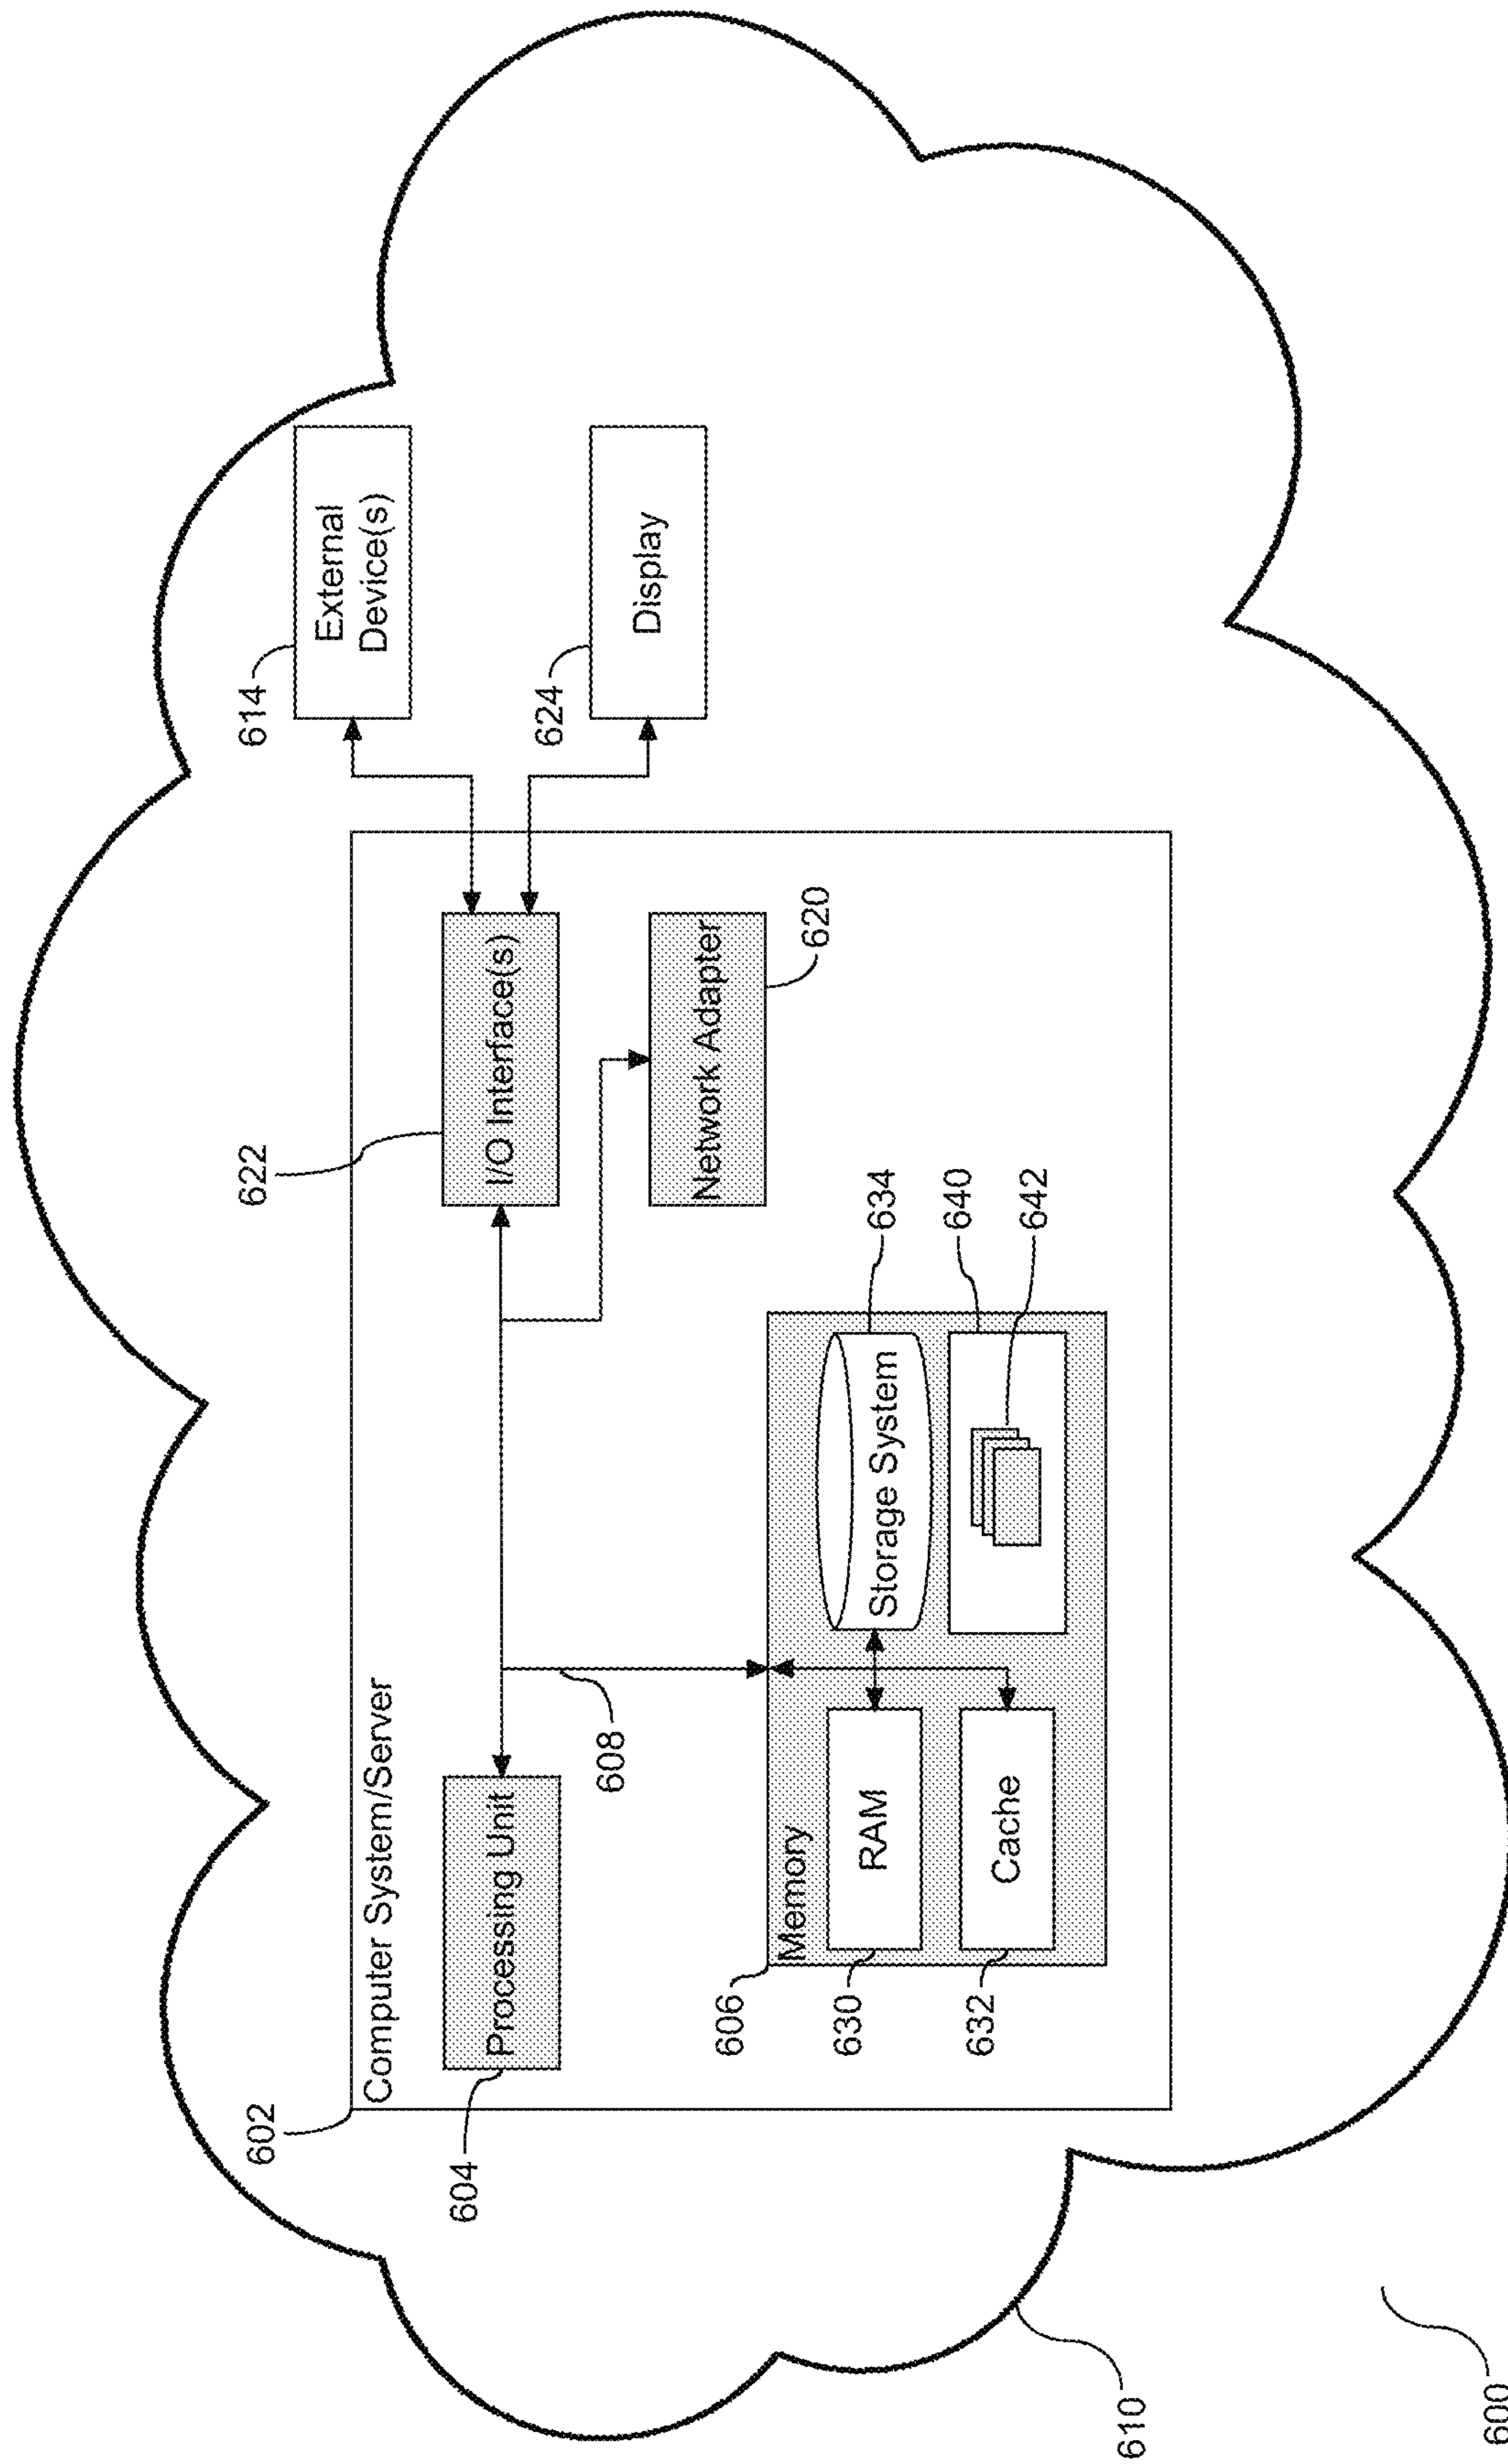 602
Computer System/Server
604
Processing Unit
608
622
I/O Interface(s)
614
External
Device(s)
624
Display
Network Adapter
620
606
Memory
630
RAM
632
Cache
Storage System
634
640
642
610
600